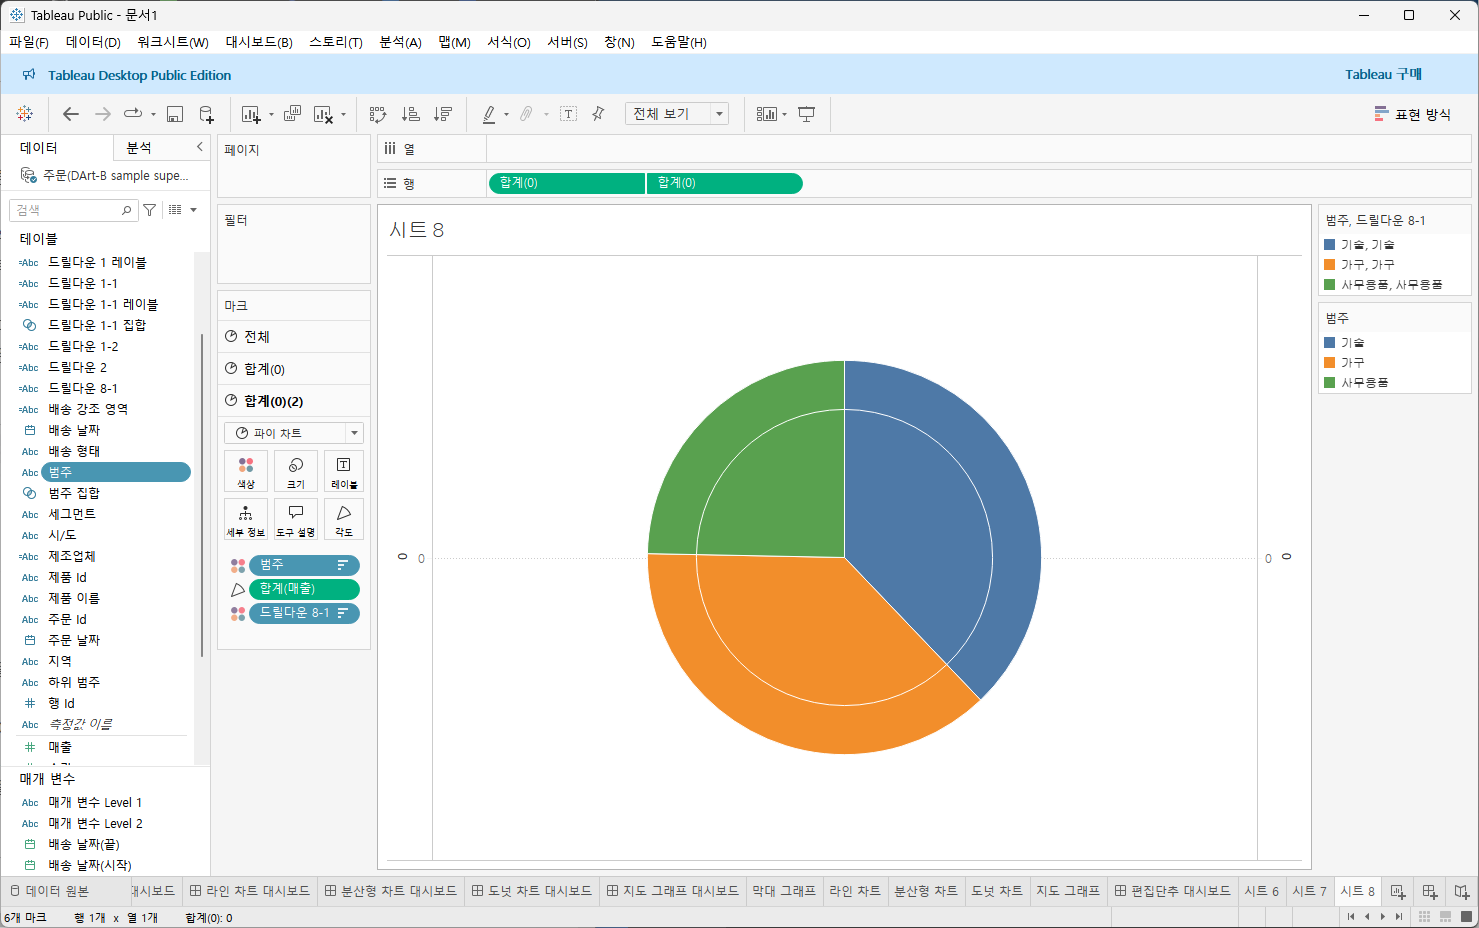 Tableau Public - 문서1
파일(F) 데이터(D) 워크시트(W) 대시보드(B) 스토리(T) 분석(A) 맵(M) 서식(O) 서버(S) 창(N) 도움말(H)
Tableau Desktop Public Edition
Tableau 구매
전체 보기
표현 방식
데이터
분석
주문(DArt-B sample supe...
검색
테이블
=Abc 드릴다운 1 레이블
=Abc 드릴다운 1-1
=Abc 드릴다운 1-1 레이블
드릴다운 1-1 집합
=Abc 드릴다운 1-2
=Abc 드릴다운 2
=Abc 드릴다운 8-1
=Abc 배송 강조 영역
배송 날짜
Abc 배송 형태
Abc 범주
범주 집합
Abc 세그먼트
Abc 시/도
=Abc 제조업체
Abc 제품 Id
Abc 제품 이름
Abc 주문 Id
주문 날짜
Abc 지역
Abc 하위 범주
행 Id
Abc 측정값 이름
매출
매개 변수
Abc 매개 변수 Level 1
Abc 매개 변수 Level 2
배송 날짜(끝)
배송 날짜(시작)
페이지
필터
마크
전체
합계(0)
합계(0)(2)
파이 차트
색상
크기
레이블
세부 정보
도구 설명
각도
범주
합계(매출)
드릴다운 8-1
열
행
합계(0)
합계(0)
시트 8
0
0
0
0
범주, 드릴다운 8-1
기술, 기술
가구, 가구
사무용품, 사무용품
범주
기술
가구
사무용품
데이터 원본
대시보드
라인 차트 대시보드
분산형 차트 대시보드
도넛 차트 대시보드
지도 그래프 대시보드
막대 그래프
라인 차트
분산형 차트
도넛 차트
지도 그래프
편집단추 대시보드
시트 6
시트 7
시트 8
6개 마크
행 1개 x 열 1개
합계(0): 0